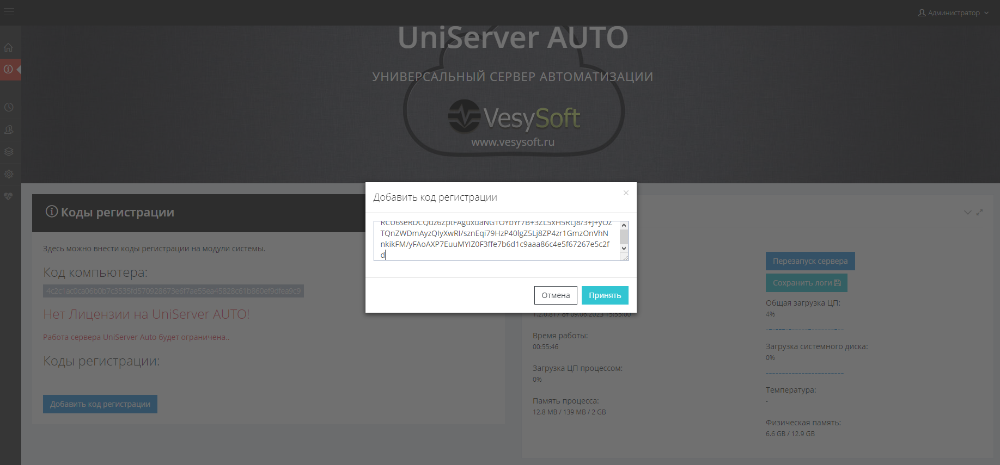 Администратор
UniServer AUTO
УНИВЕРСАЛЬНЫЙ СЕРВЕР АВТОМАТИЗАЦИИ
VesySoft
www.vesysoft.ru
Добавить код регистрации
RCU6seRDCQuz6ZptFAguxuaNGTOYbYr7B+3ZL5xH5RLJ8/3+J+yOZ
TQnZWDmAyzQIyXwRI/sznEqi79HzP40lgZ5Lj8ZP4zr1GmzOnVhN
nkikFM/yFAoAXP7EuuMYIZ0F3ffe7b6d1c9aaa86c4e5f67267e5c2f
d
Отмена
Принять
Коды регистрации
Здесь можно внести коды регистрации на модули системы.
Код компьютера:
4c2c1ac0ca06b0b7c3535fd570928673e6f7ae55ea45828c61b860ef9dfea9c9
Нет Лицензии на UniServer AUTO!
Работа сервера UniServer Auto будет ограничена..
Коды регистрации:
Добавить код регистрации
1.2.0.817 от 09.06.2023 15:55:00
Время работы:
00:55:46
Загрузка ЦП процессом:
0%
Память процесса:
12.8 MB / 139 MB / 2 GB
Перезапуск сервера
Сохранить логи
Общая загрузка ЦП:
4%
Загрузка системного диска:
0%
Температура:
-
Физическая память:
6.6 GB / 12.9 GB